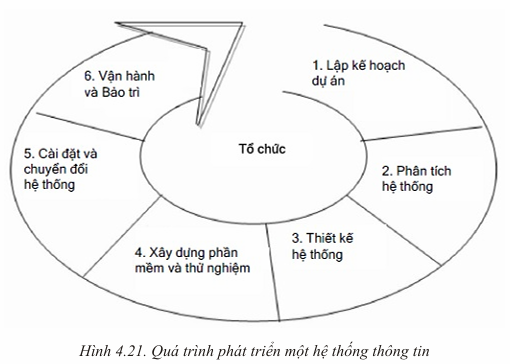 1. Lập kế hoạch
dự án
2. Phân tích
hệ thống
3. Thiết kế
hệ thống
4. Xây dựng phần
mềm và thử nghiệm
5. Cài đặt và
chuyển đổi
hệ thống
6. Vận hành
và Bảo trì
Tổ chức
Hình 4.21. Quá trình phát triển một hệ thống thông tin